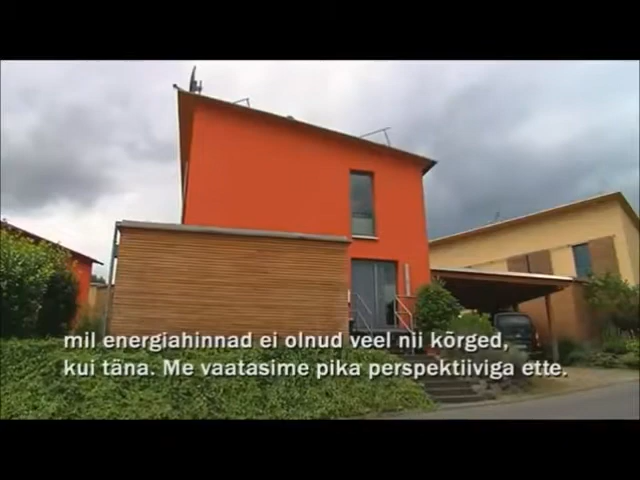 mil energiahinnad ei olnud veel nii kõrged,
kui täna. Me vaatasime pika perspektiiviga ette.